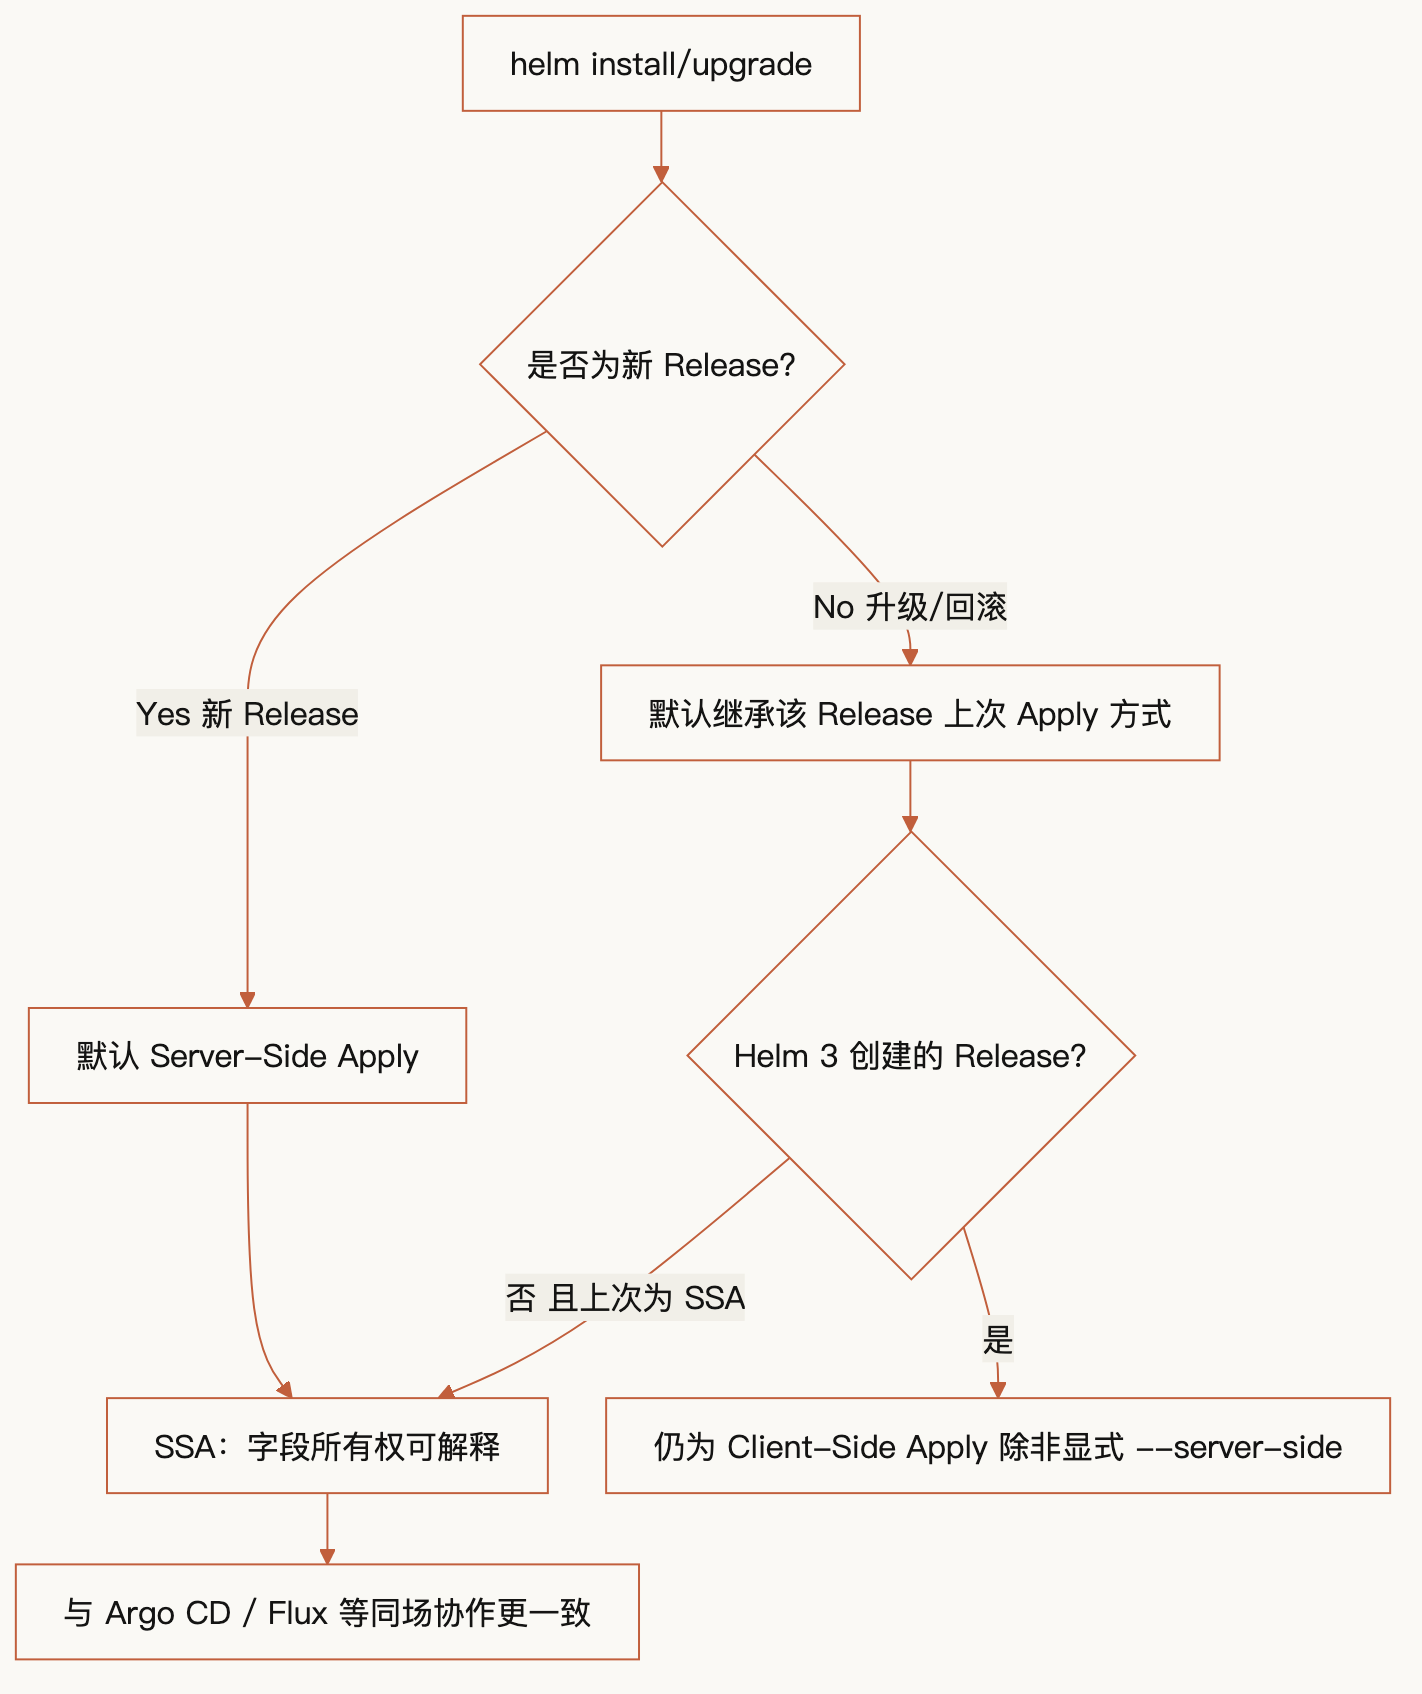 helm install/upgrade
是否为新 Release?
No 升级/回滚
Yes 新 Release
默认继承该 Release 上次 Apply 方式
默认 Server-Side Apply
Helm 3 创建的 Release?
否 且上次为 SSA
是
SSA：字段所有权可解释
仍为 Client-Side Apply 除非显式 --server-side
与 Argo CD / Flux 等同场协作更一致